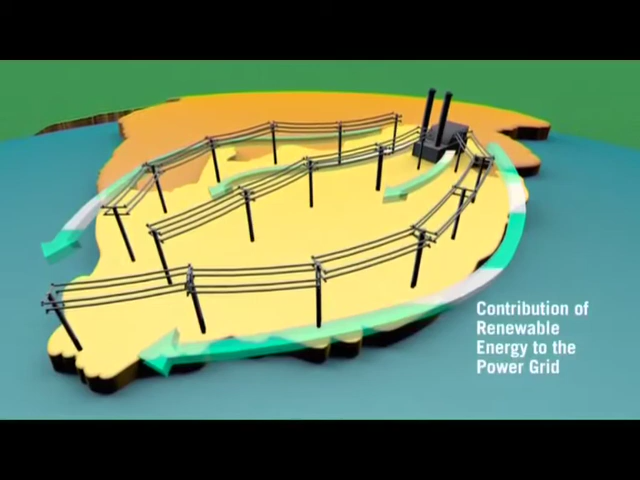 Contribution of
Renewable
Energy to the
Power Grid